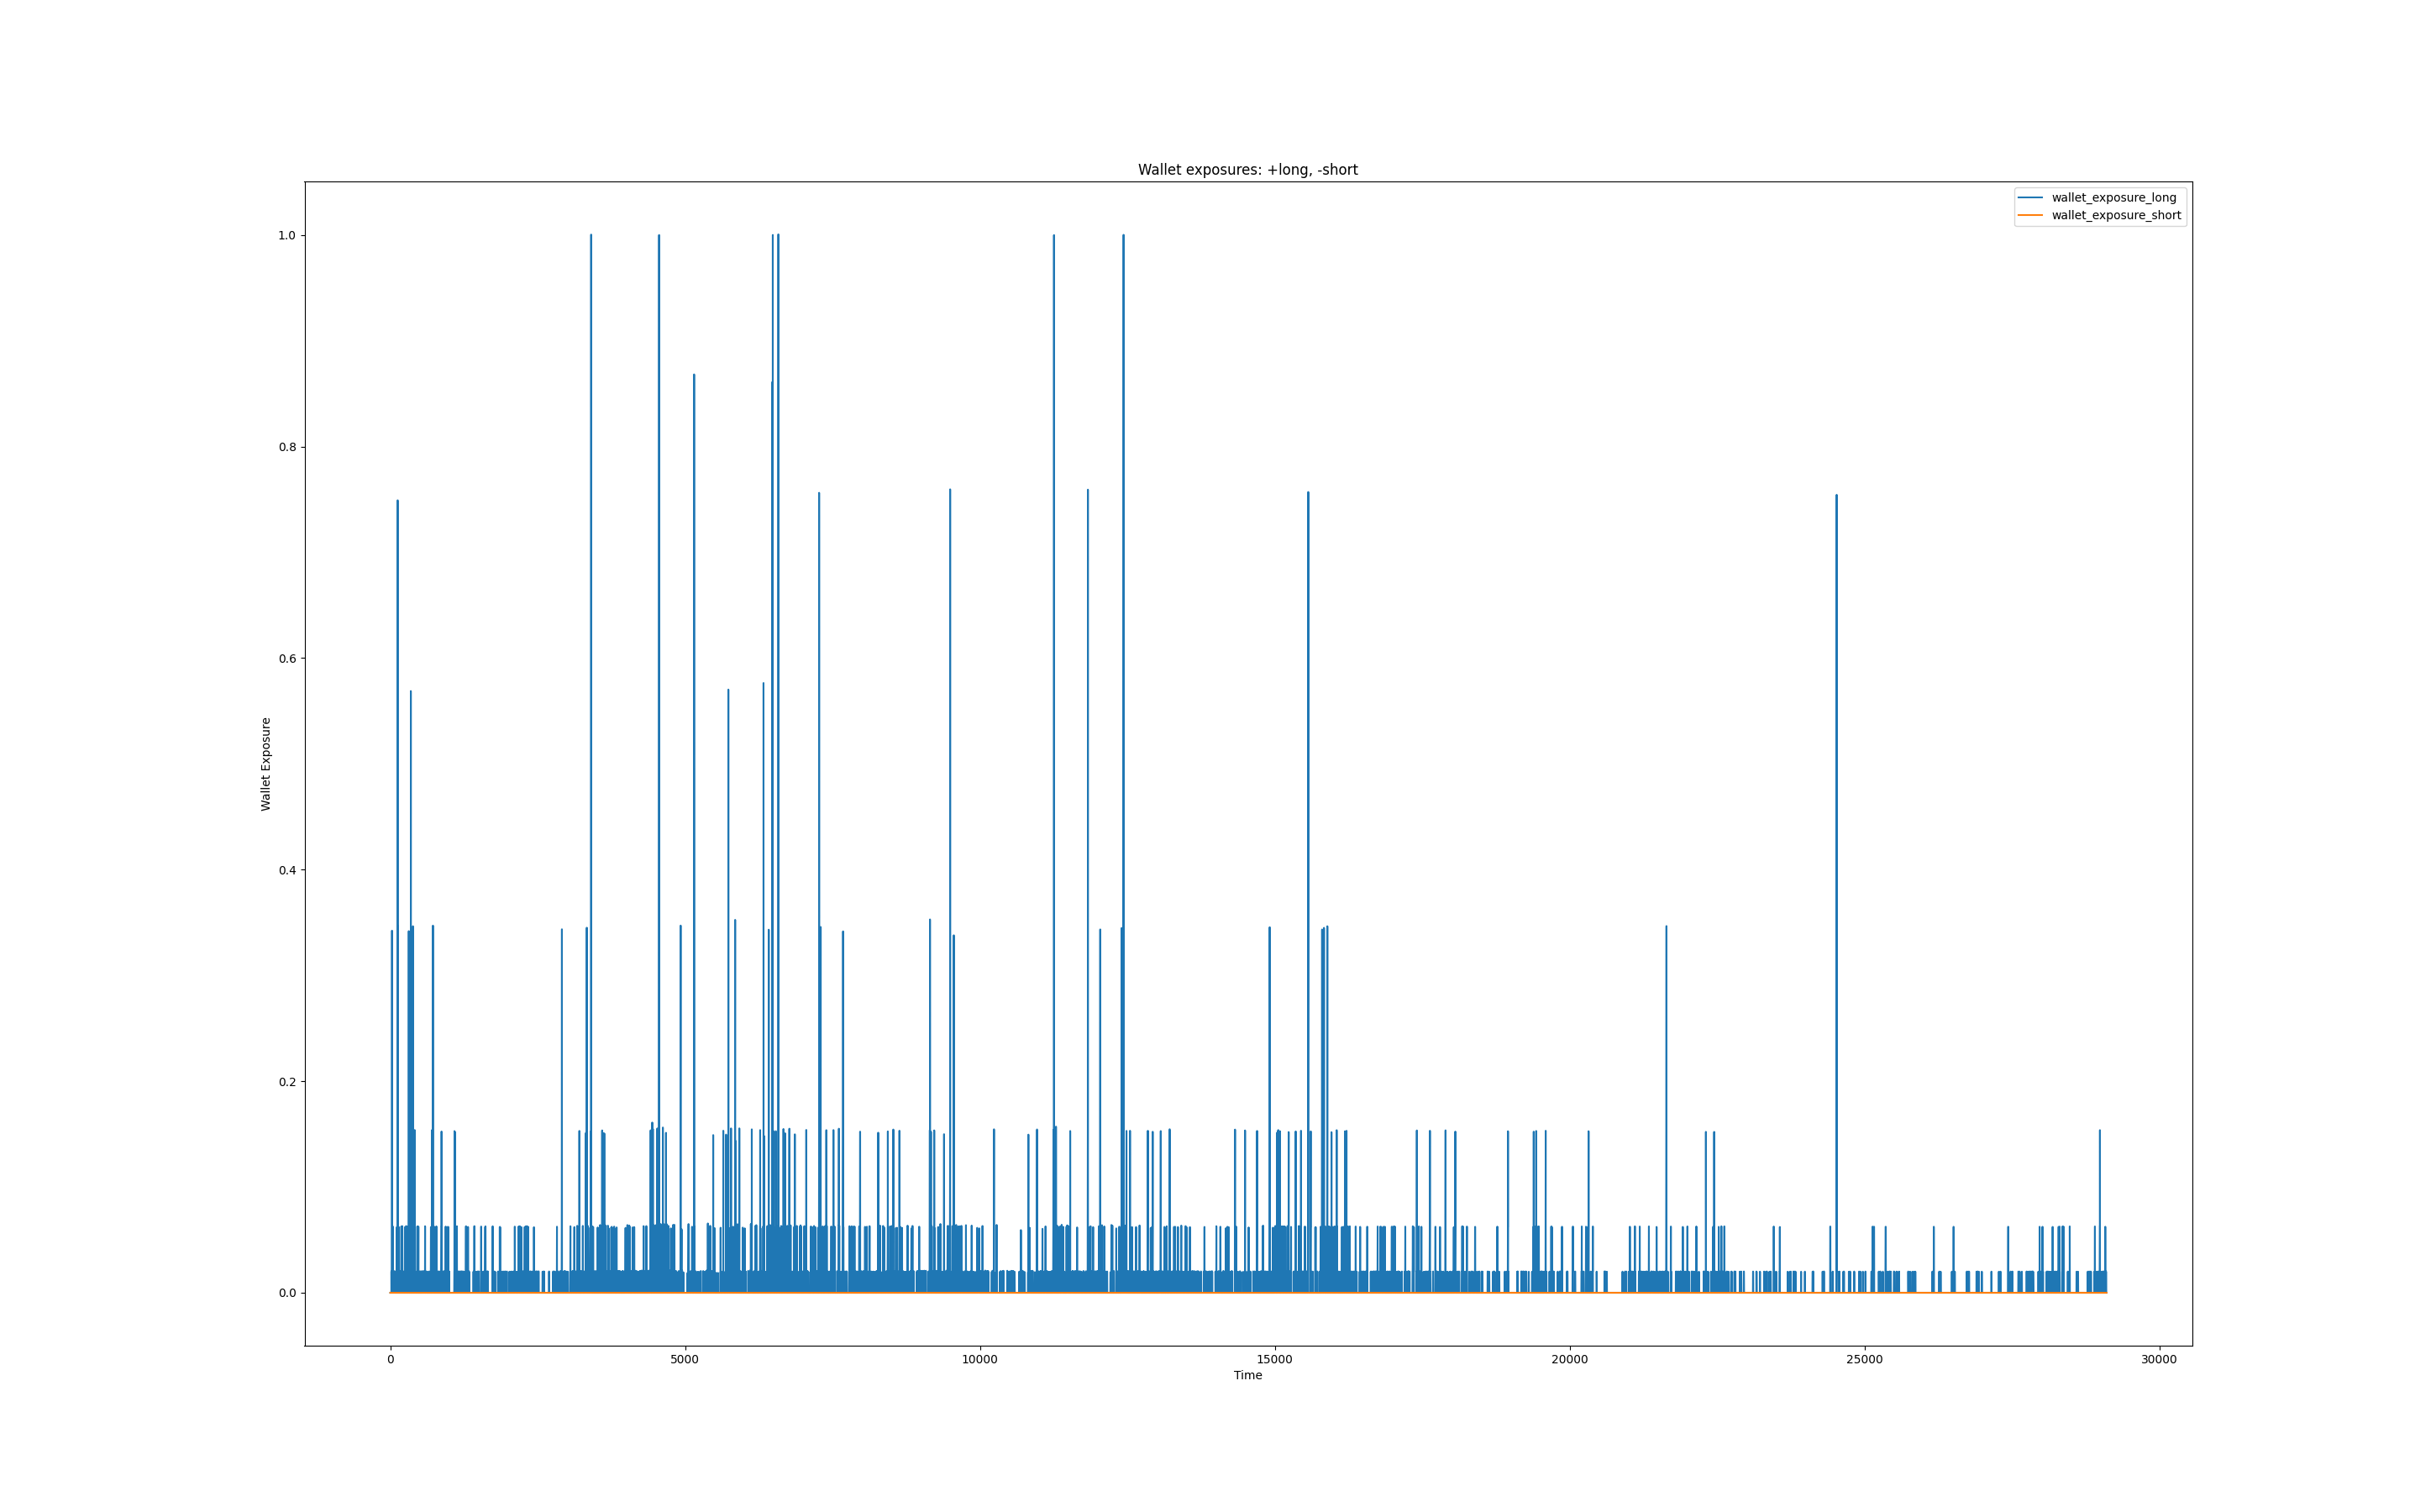 Wallet exposures: +long, -short
wallet_exposure_long
wallet_exposure_short
1.0
0.8
0.6
0.4
0.2
0.0
Wallet Exposure
0 5000 10000 15000 20000 25000 30000
Time